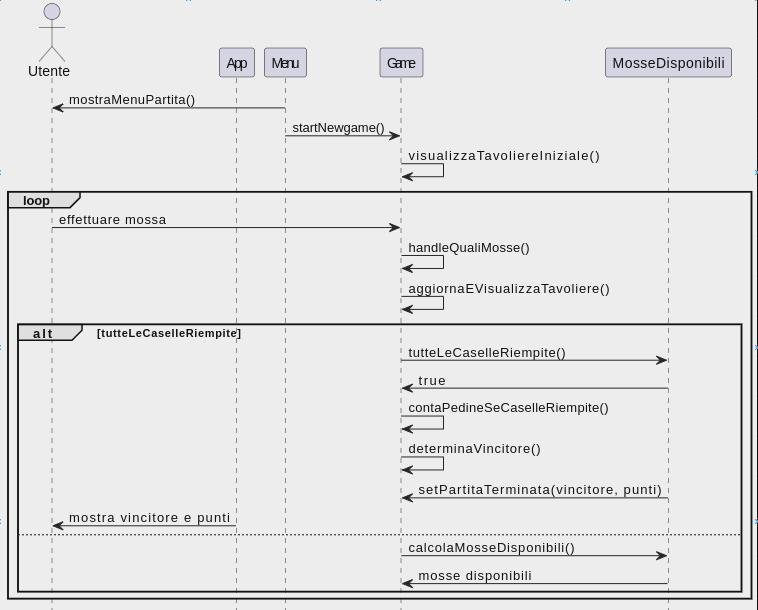 Utente
App
Menu
Game
MosseDisponibili
mostraMenuPartita()
startNewgame()
visualizzaTavoliereIniziale()
loop
effettuare mossa
handleQualiMosse()
aggiornaEVisualizzaTavoliere()
alt [tutteLeCaselleRiempite]
tutteLeCaselleRiempite()
true
contaPedineSeCaselleRiempite()
determinaVincitore()
setPartitaTerminata(vincitore, punti)
mostra vincitore e punti
calcolaMosseDisponibili()
mosse disponibili